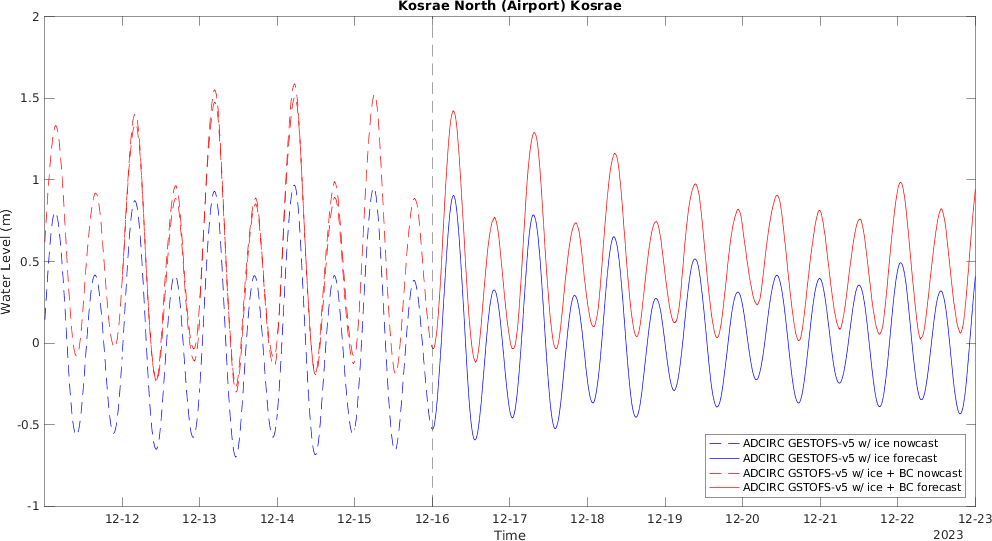 Kosrae North (Airport) Kosrae
2
1.5
1
0.5
0
-0.5
-1
Water Level (m)
12-12
12-13
12-14
12-15
12-16
12-17
12-18
12-19
12-20
12-21
12-22
12-23
Time
2023
ADCIRC GESTOFS-v5 w/ ice nowcast
ADCIRC GESTOFS-v5 w/ ice forecast
ADCIRC GSTOFS-v5 w/ ice + BC nowcast
ADCIRC GSTOFS-v5 w/ ice + BC forecast